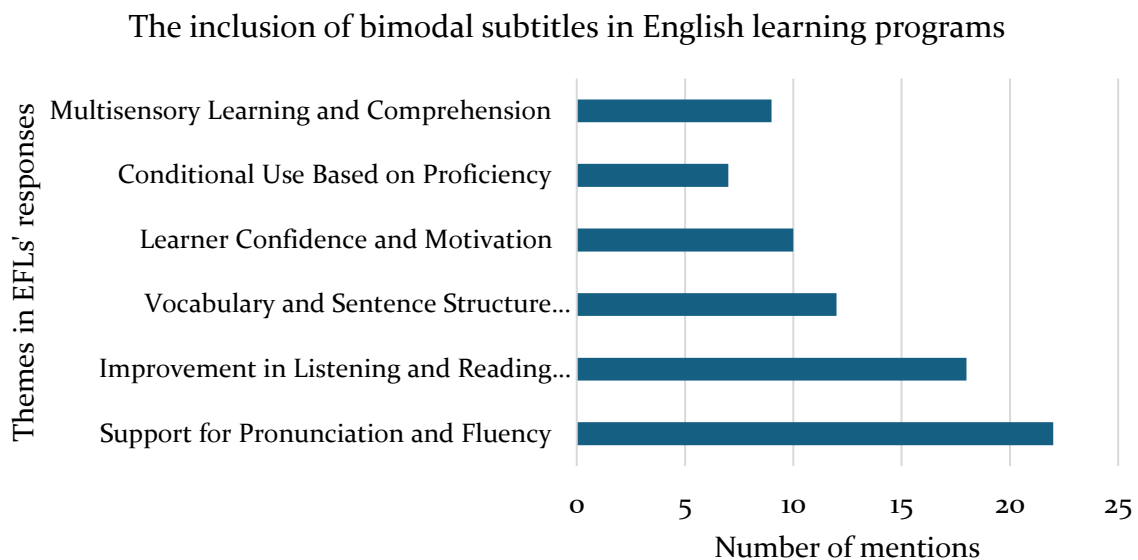 The inclusion of bimodal subtitles in English learning programs
Themes in EFLs' responses
Multisensory Learning and Comprehension
Conditional Use Based on Proficiency
Learner Confidence and Motivation
Vocabulary and Sentence Structure...
Improvement in Listening and Reading...
Support for Pronunciation and Fluency
0 5 10 15 20 25
Number of mentions